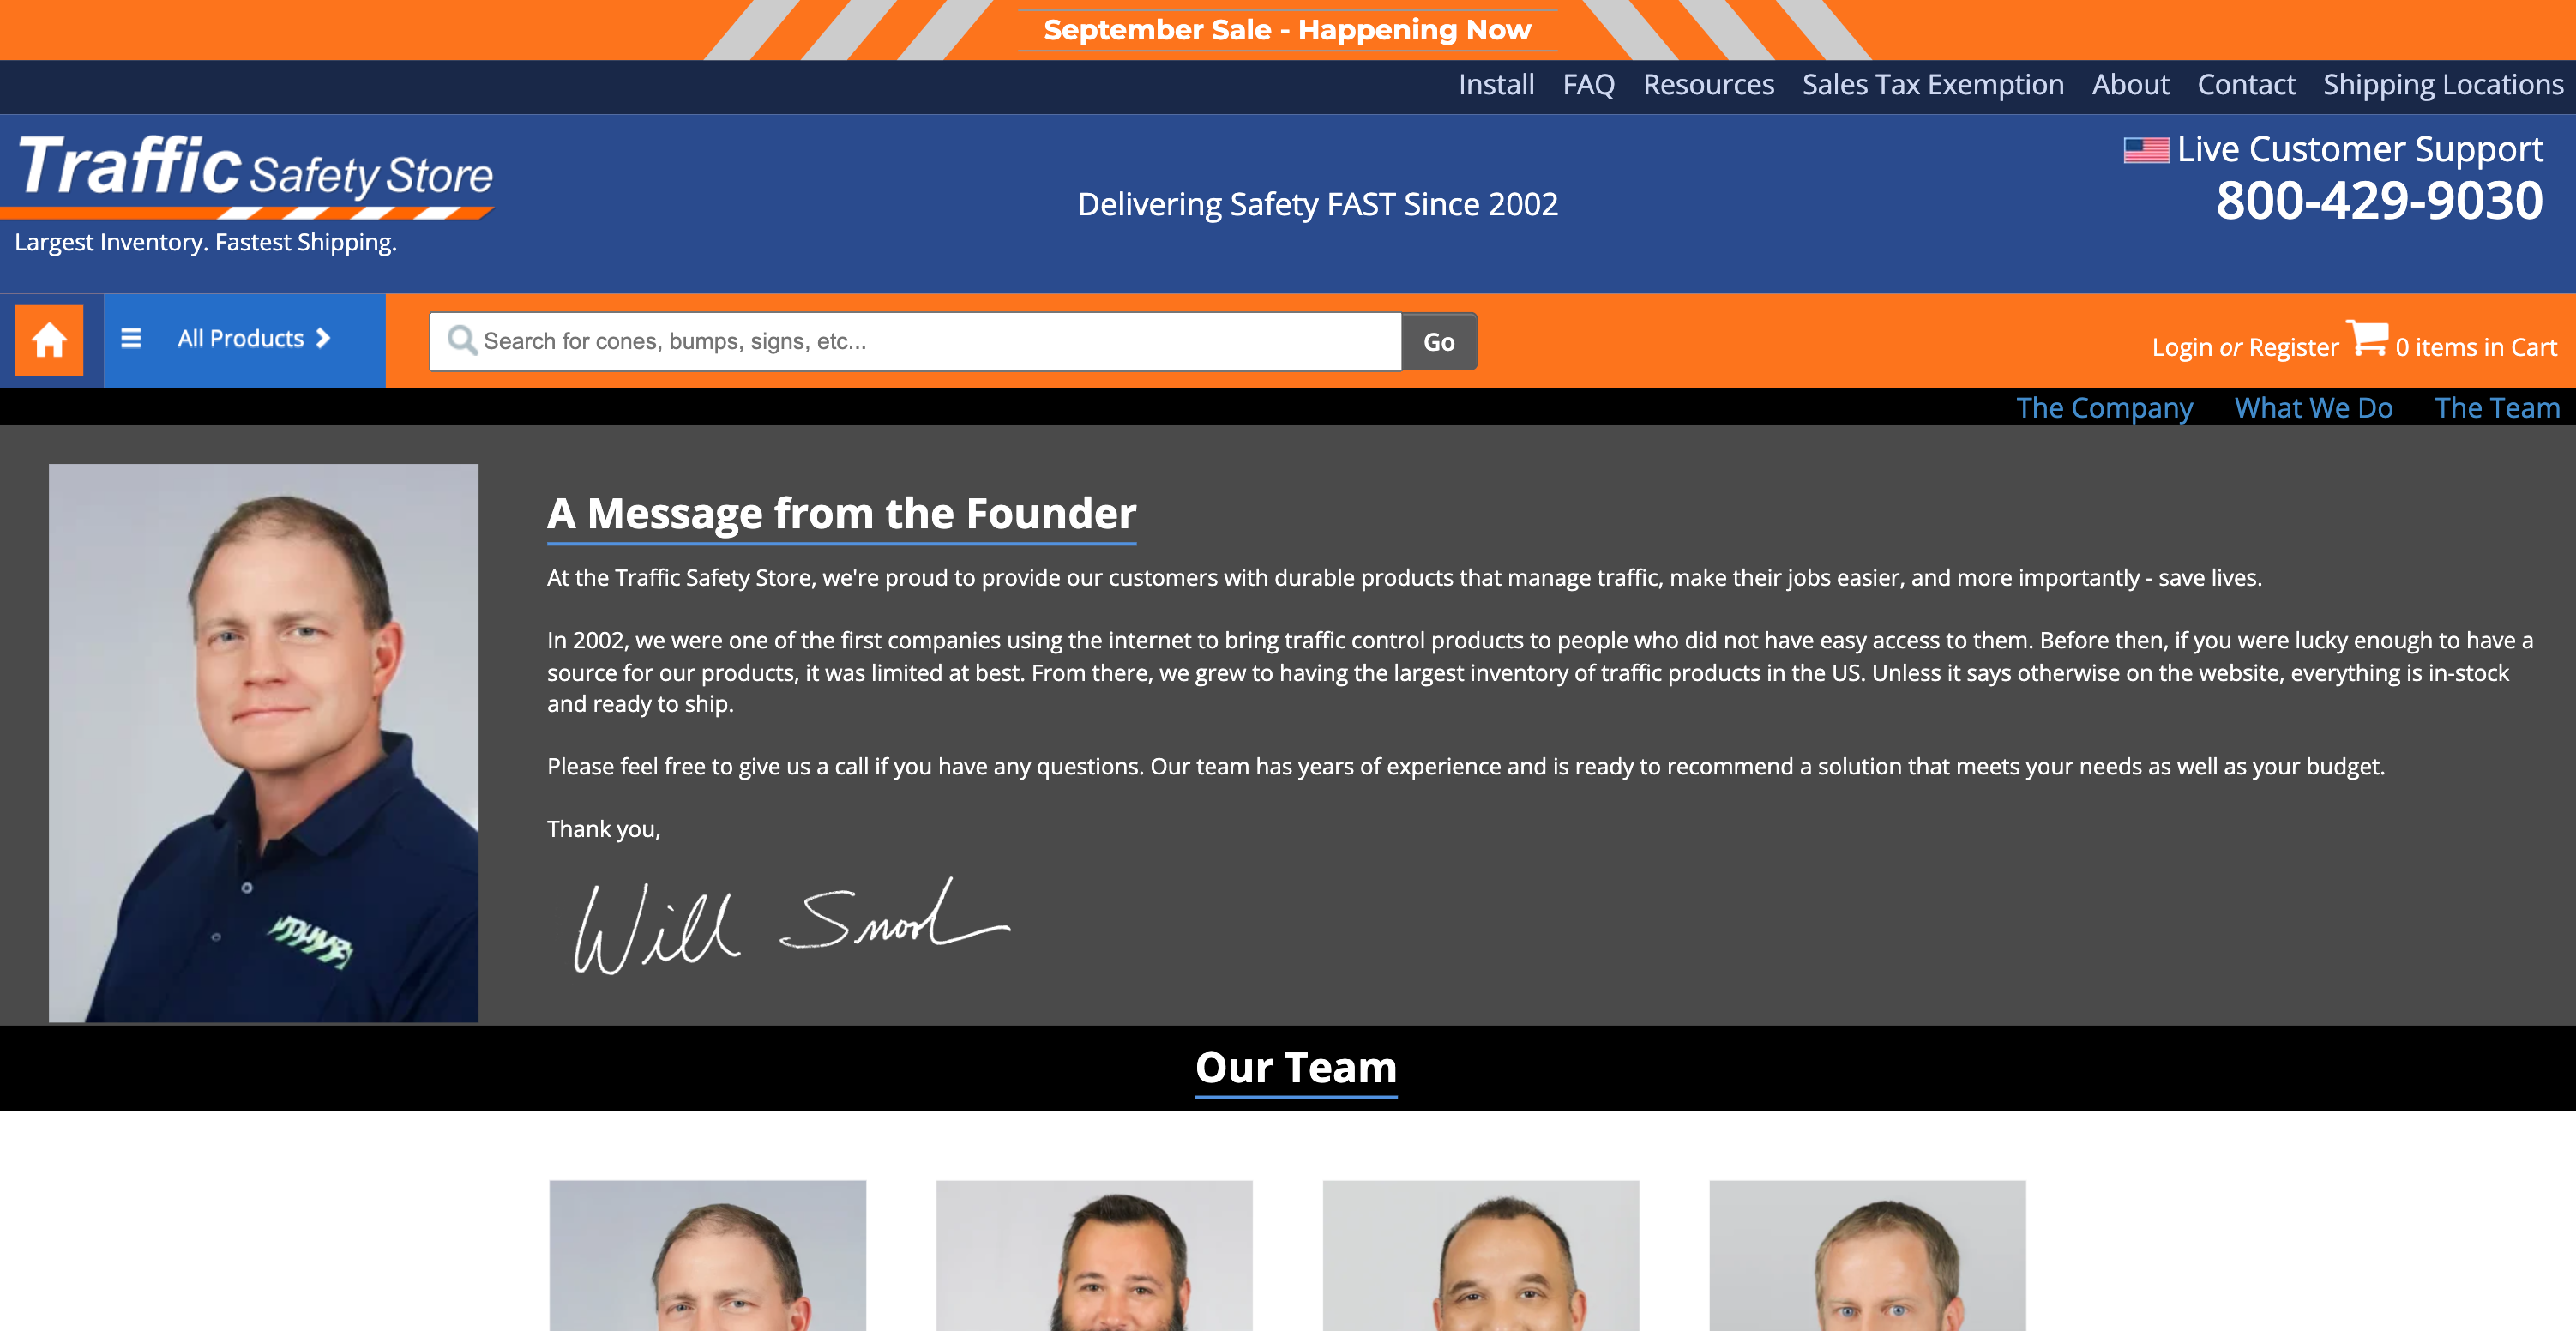 September Sale - Happening Now
Install FAQ Resources Sales Tax Exemption About Contact Shipping Locations
Traffic Safety Store
Largest Inventory. Fastest Shipping.
Delivering Safety FAST Since 2002
Live Customer Support
800-429-9030
All Products
Search for cones, bumps, signs, etc...
Go
Login or Register 0 items in Cart
The Company What We Do The Team
A Message from the Founder
At the Traffic Safety Store, we're proud to provide our customers with durable products that manage traffic, make their jobs easier, and more importantly - save lives.
In 2002, we were one of the first companies using the internet to bring traffic control products to people who did not have easy access to them. Before then, if you were lucky enough to have a
source for our products, it was limited at best. From there, we grew to having the largest inventory of traffic products in the US. Unless it says otherwise on the website, everything is in-stock
and ready to ship.
Please feel free to give us a call if you have any questions. Our team has years of experience and is ready to recommend a solution that meets your needs as well as your budget.
Thank you,
Will
Our Team